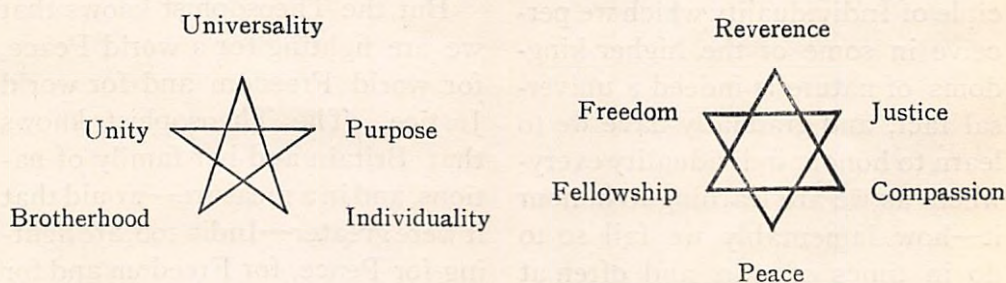 Universality
Unity
Purpose
Brotherhood
Individuality
Reverence
Freedom
Justice
Fellowship
Compassion
Peace